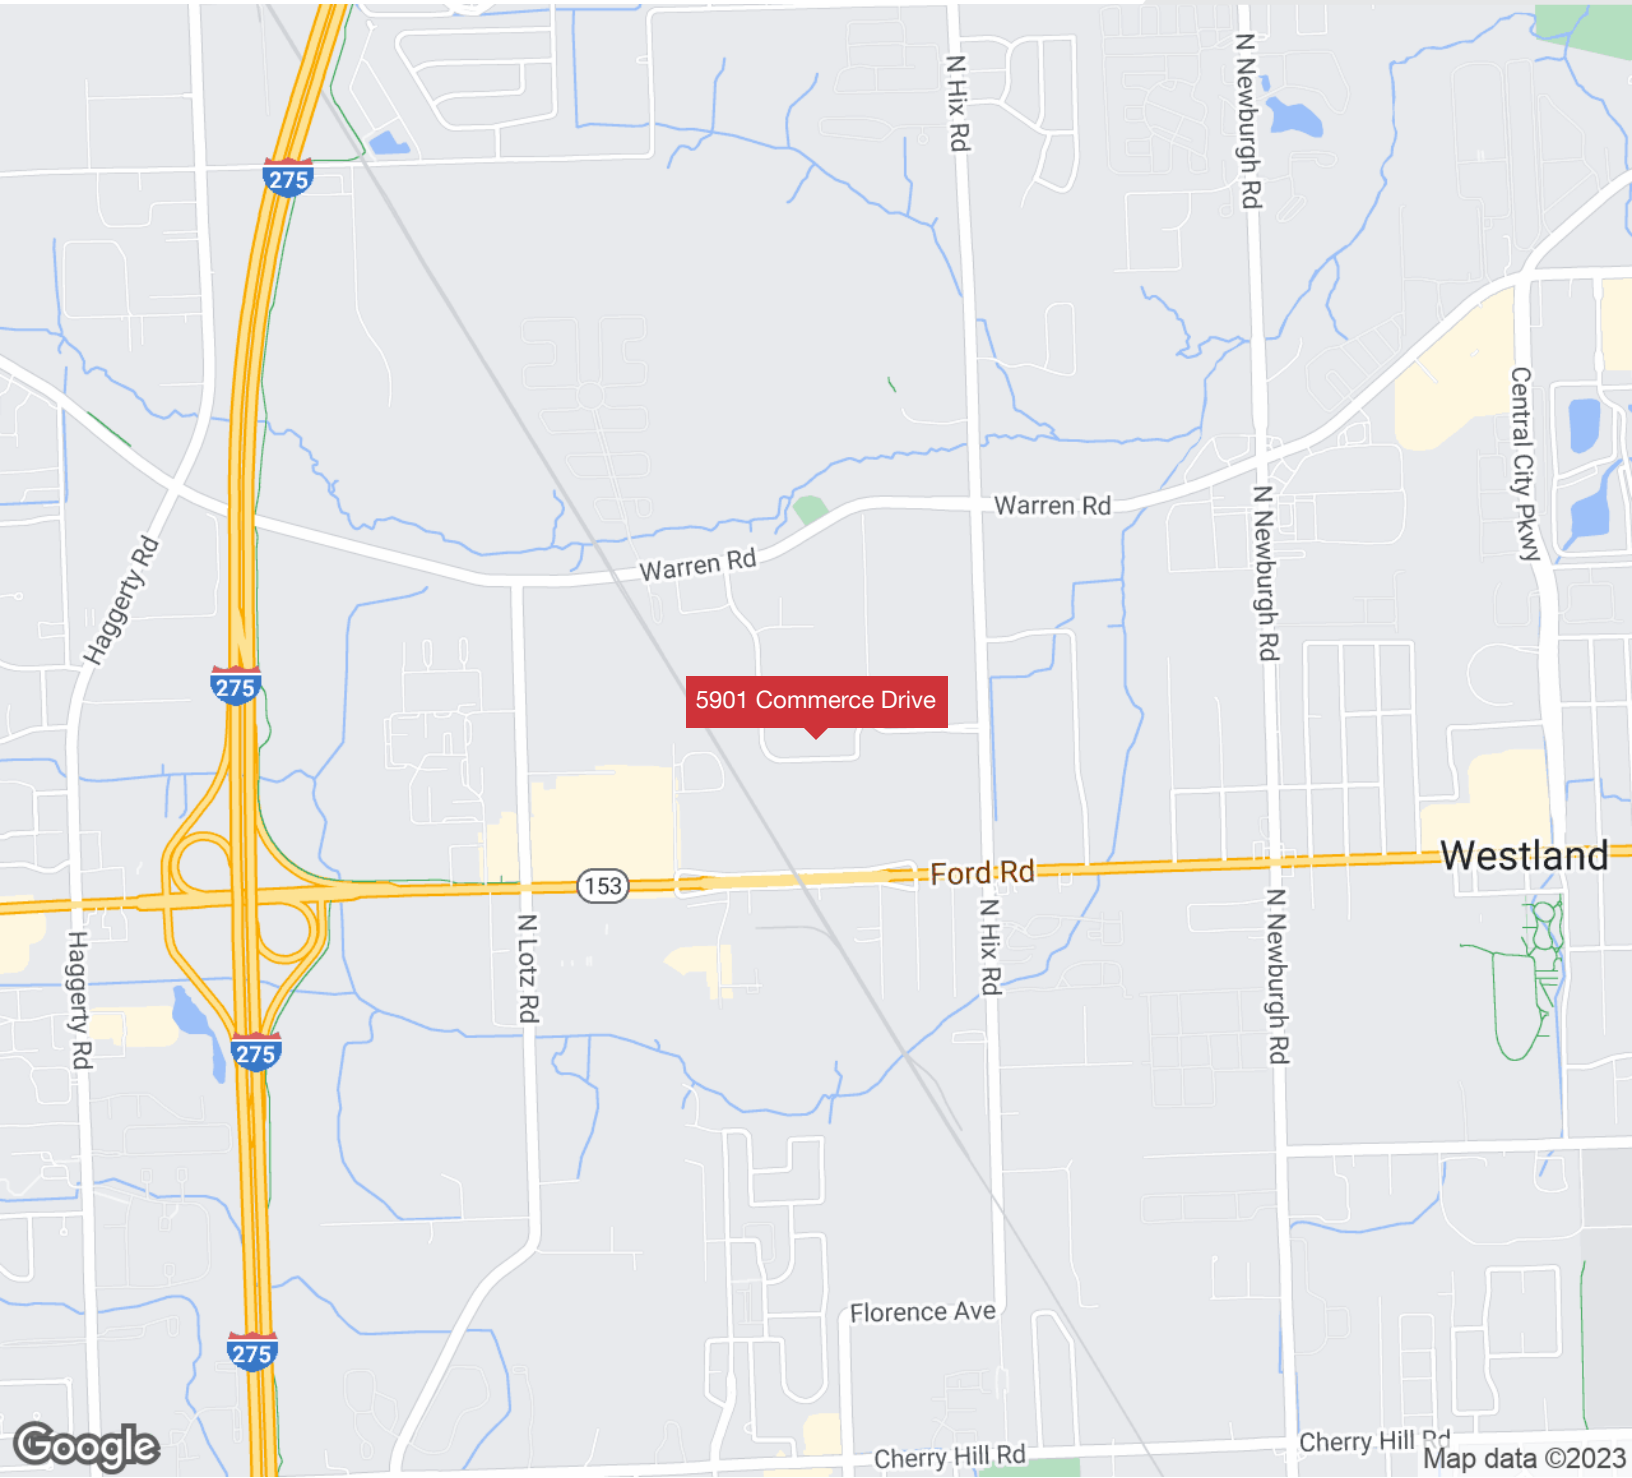 N Hix Rd
N Newburgh Rd
275
Central City Pkwy
Warren Rd
N Newburgh Rd
Haggerty Rd
Warren Rd
275
5901 Commerce Drive
Westland
Ford Rd
153
N Hix Rd
N Newburgh Rd
N Lotz Rd
Haggerty Rd
275
Florence Ave
275
Cherry Hill Rd
Cherry Hill Rd
Google
Map data ©2023